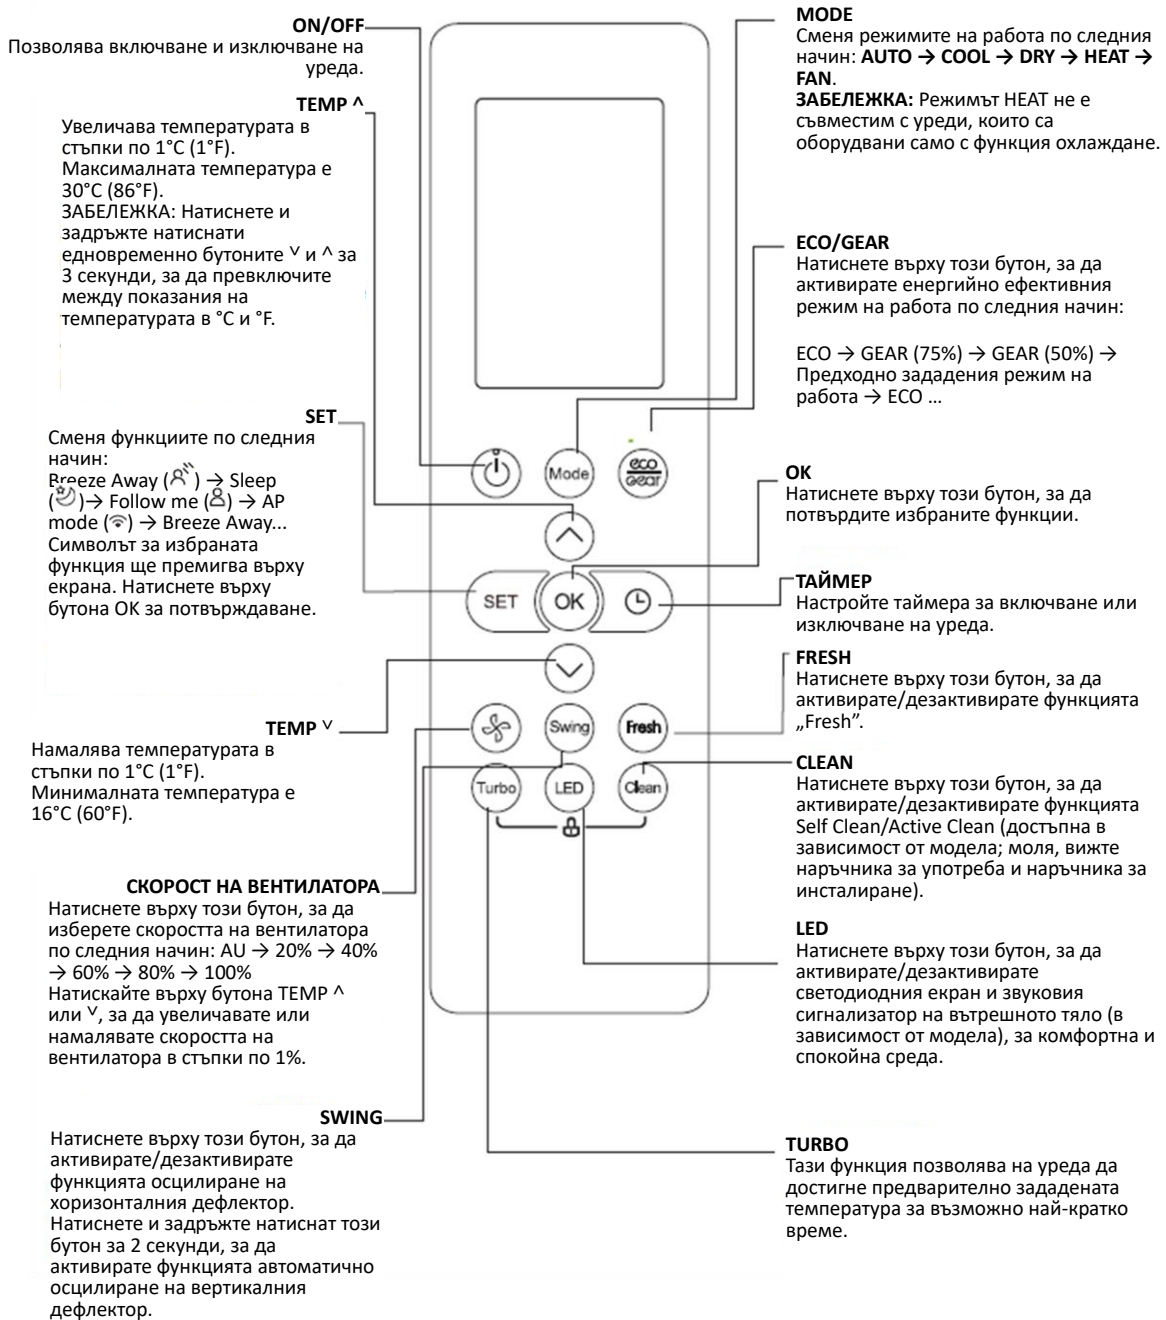 ON/OFF
Позволява включване и изключване на
уреда.
TEMP ^
Увеличава температурата в
стъпки по 1°C (1°F).
Максималната температура е
30°C (86°F).
ЗАБЕЛЕЖКА: Натиснете и
задръжте натиснати
едновременно бутоните ˅ и ^ за
3 секунди, за да превключите
между показания на
температурата в °C и °F.
SET
Сменя функциите по следния
начин:
Breeze Away () → Sleep
()→ Follow me () → AP
mode () → Breeze Away...
Символът за избраната
функция ще премигва върху
екрана. Натиснете върху
бутона OK за потвърждаване.
TEMP ˅
Намалява температурата в
стъпки по 1°C (1°F).
Минималната температура е
16°C (60°F).
СКОРОСТ НА ВЕНТИЛАТОРА
Натиснете върху този бутон, за да
изберете скоростта на вентилатора
по следния начин: AU → 20% → 40%
→ 60% → 80% → 100%
Натискайте върху бутона TEMP ^
или ˅, за да увеличавате или
намалявате скоростта на
вентилатора в стъпки по 1%.
SWING
Натиснете върху този бутон, за да
активирате/дезактивирате
функцията осцилиране на
хоризонталния дефлектор.
Натиснете и задръжте натиснат този
бутон за 2 секунди, за да
активирате функцията автоматично
осцилиране на вертикалния
дефлектор.
Mode
eco
gear
SET
OK
Swing
Fresh
Turbo
LED
Clean
MODE
Сменя режимите на работа по следния
начин: AUTO → COOL → DRY → HEAT →
FAN.
ЗАБЕЛЕЖКА: Режимът HEAT не е
съвместим с уреди, които са
оборудвани само с функция охлаждане.
ECO/GEAR
Натиснете върху този бутон, за да
активирате енергийно ефективния
режим на работа по следния начин:
ECO → GEAR (75%) → GEAR (50%) →
Предходно зададения режим на
работа → ECO ...
OK
Натиснете върху този бутон, за да
потвърдите избраните функции.
ТАЙМЕР
Настройте таймера за включване или
изключване на уреда.
FRESH
Натиснете върху този бутон, за да
активирате/дезактивирате функцията
„Fresh”.
CLEAN
Натиснете върху този бутон, за да
активирате/дезактивирате функцията
Self Clean/Active Clean (достъпна в
зависимост от модела; моля, вижте
наръчника за употреба и наръчника за
инсталиране).
LED
Натиснете върху този бутон, за да
активирате/дезактивирате
светодиодния екран и звуковия
сигнализатор на вътрешното тяло (в
зависимост от модела), за комфортна и
спокойна среда.
TURBO
Тази функция позволява на уреда да
достигне предварително зададената
температура за възможно най-кратко
време.